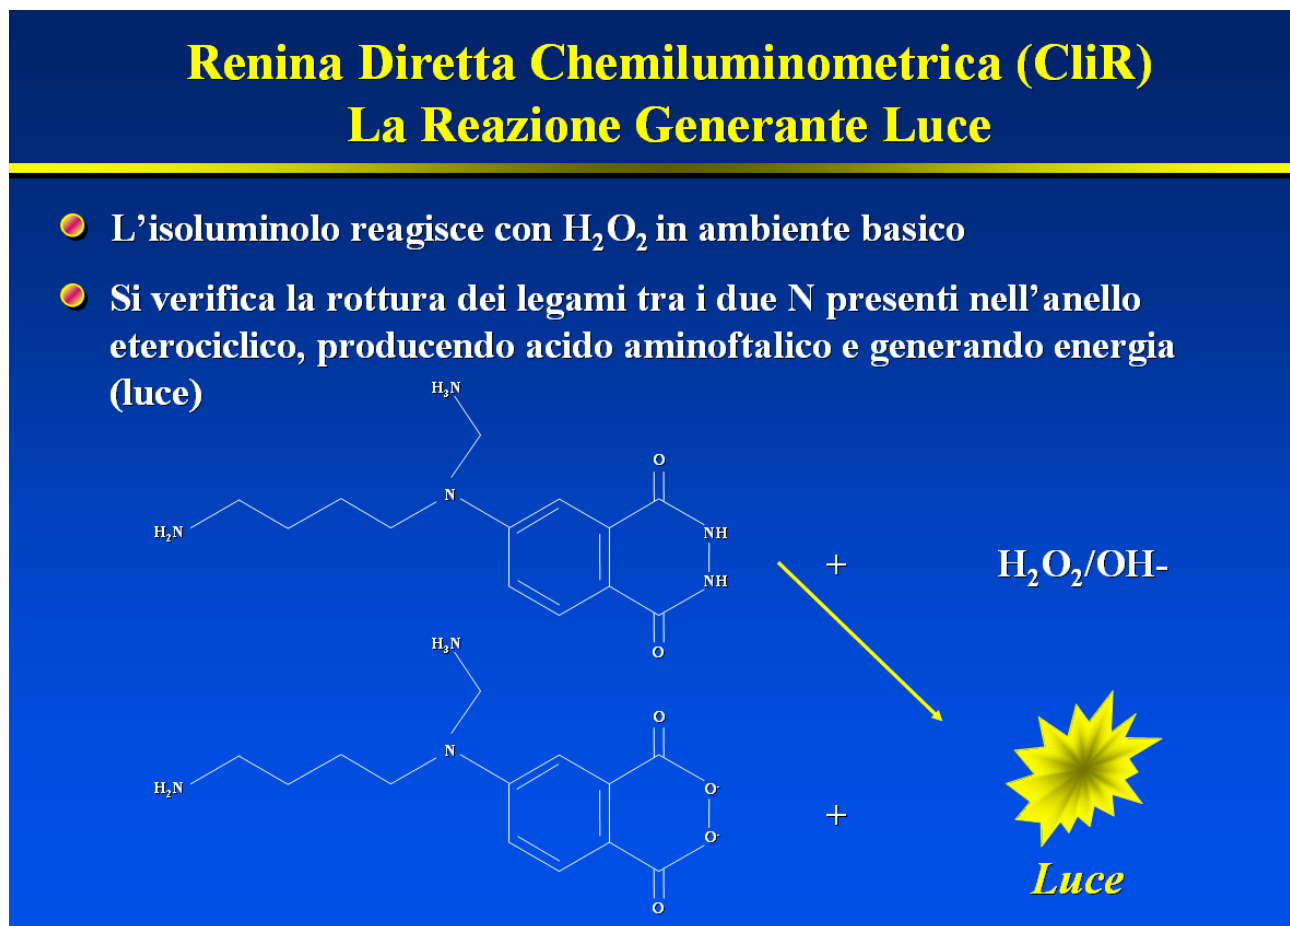 Renina Diretta Chemiluminometrica (CliR)
La Reazione Generante Luce
L’isoluminolo reagisce con H₂O₂ in ambiente basico
Si verifica la rottura dei legami tra i due N presenti nell’anello
eterociclico, producendo acido aminoftalico e generando energia
(luce)
H₃N
O
N
H₂N
NH
NH
O
+
H₂O₂/OH-
H₃N
O
N
H₂N
O-
O-
O
+
Luce